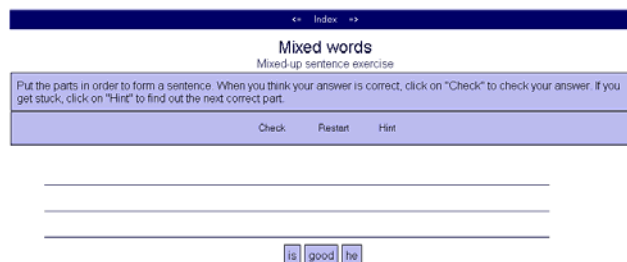 <= Index =>
Mixed words
Mixed-up sentence exercise
Put the parts in order to form a sentence. When you think your answer is correct, click on "Check" to check your answer. If you
get stuck, click on "Hint" to find out the next correct part.
Check Restart Hint
is good he